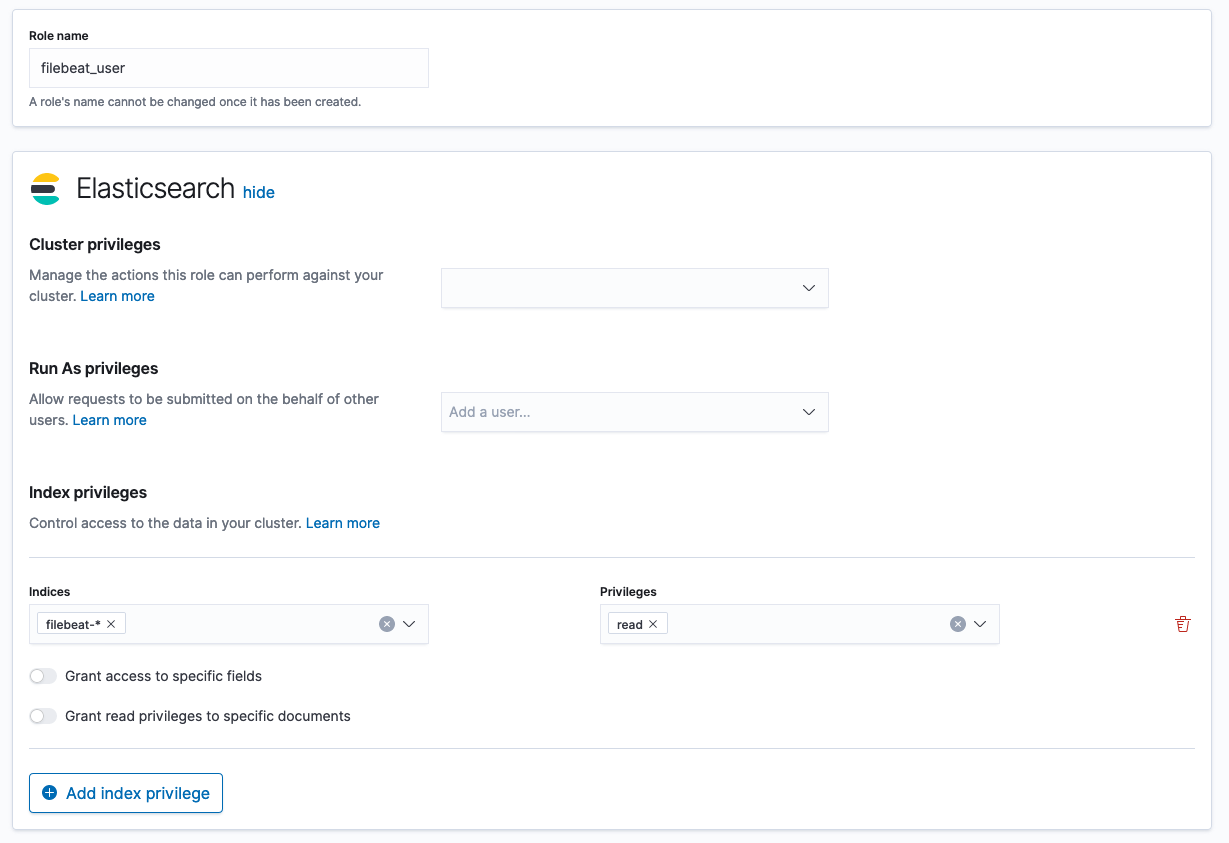 Role name
filebeat_user
A role's name cannot be changed once it has been created.
Elasticsearch hide
Cluster privileges
Manage the actions this role can perform against your
cluster. Learn more
Run As privileges
Allow requests to be submitted on the behalf of other
users. Learn more
Add a user...
Index privileges
Control access to the data in your cluster. Learn more
Indices
filebeat-*
Privileges
read
Grant access to specific fields
Grant read privileges to specific documents
Add index privilege